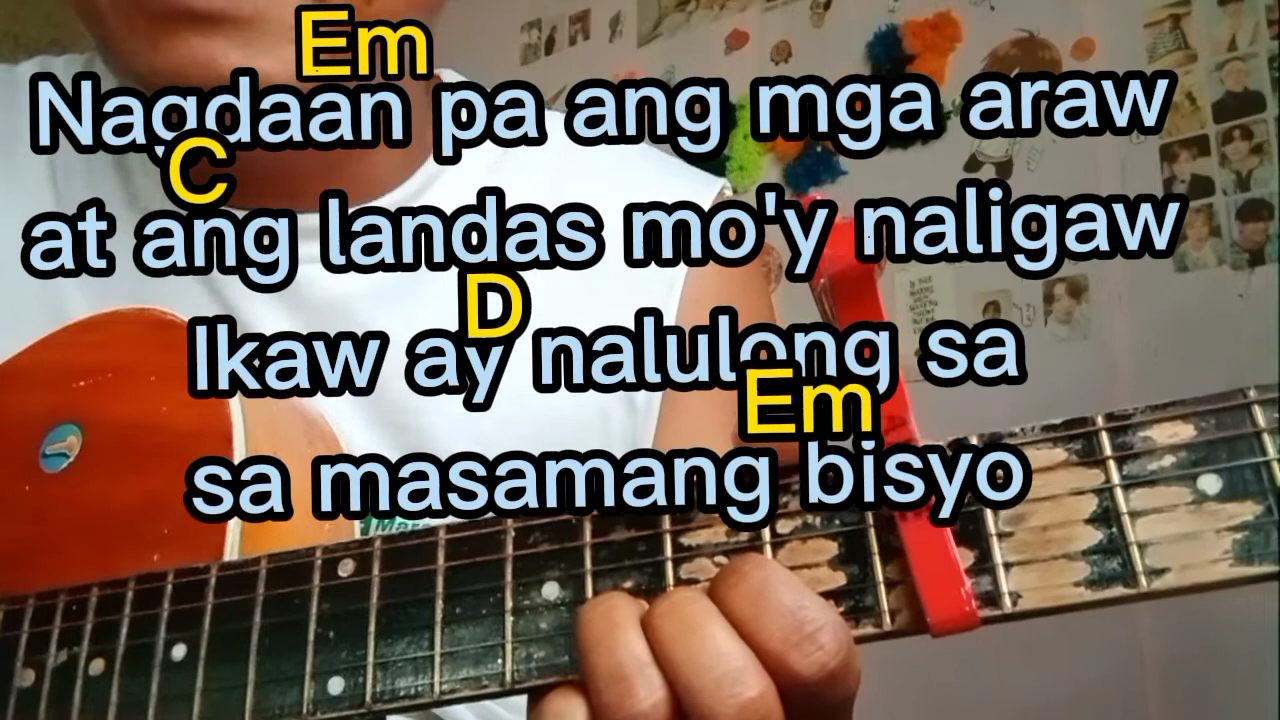 Em
Nagdaan pa ang mga araw
C
at ang landas mo'y naligaw
D
Ikaw ay nalulong sa
Em
sa masamang bisyo